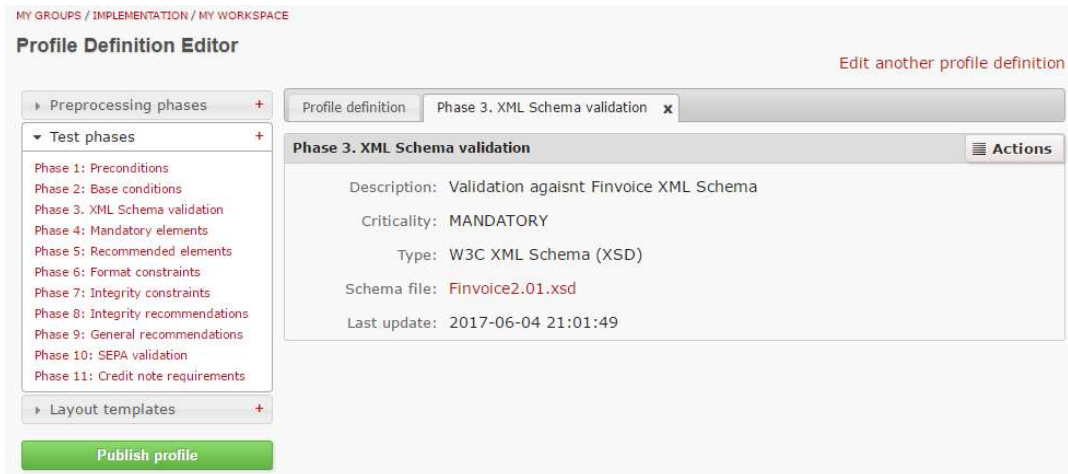 MY GROUPS / IMPLEMENTATION / MY WORKSPACE
Profile Definition Editor
Edit another profile definition
Preprocessing phases +
Test phases +
Phase 1: Preconditions
Phase 2: Base conditions
Phase 3. XML Schema validation
Phase 4: Mandatory elements
Phase 5: Recommended elements
Phase 6: Format constraints
Phase 7: Integrity constraints
Phase 8: Integrity recommendations
Phase 9: General recommendations
Phase 10: SEPA validation
Phase 11: Credit note requirements
Layout templates +
Publish profile
Profile definition Phase 3. XML Schema validation x
Phase 3. XML Schema validation Actions
Description: Validation agaisnt Finvoice XML Schema
Criticality: MANDATORY
Type: W3C XML Schema (XSD)
Schema file: Finvoice2.01.xsd
Last update: 2017-06-04 21:01:49